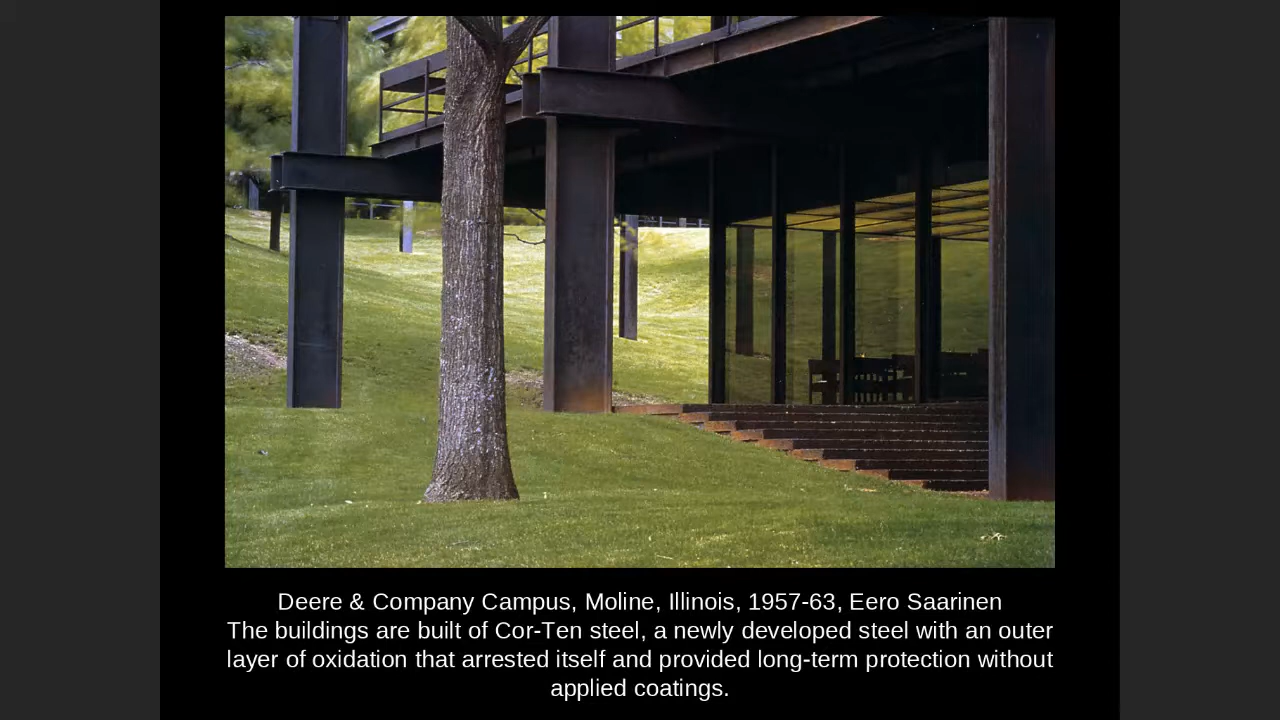 Deere & Company Campus, Moline, Illinois, 1957-63, Eero Saarinen
The buildings are built of Cor-Ten steel, a newly developed steel with an outer
layer of oxidation that arrested itself and provided long-term protection without
applied coatings.